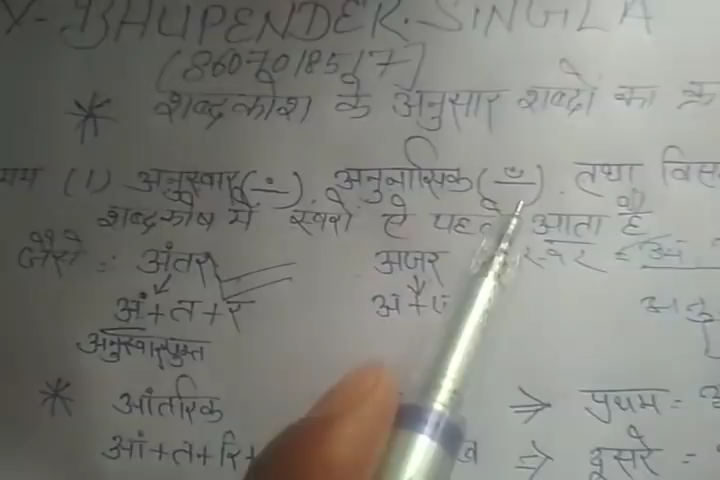 BHUPENDER. SINGLA
(8607018517)
* शब्दकोश के अनुसार शब्दों का क्र
(1) अनुस्वार(ं), अनुनासिक(ँ), तथा विस
शब्दकोष में स्वरों से पहले आता है
जैसे : अंतर अजर स्वर =
अं+त+र अ+
अनुस्वारयुक्त
* आंतरिक ⇒ प्रथम =
आं+त+रि+ ख ⇒ दूसरे =